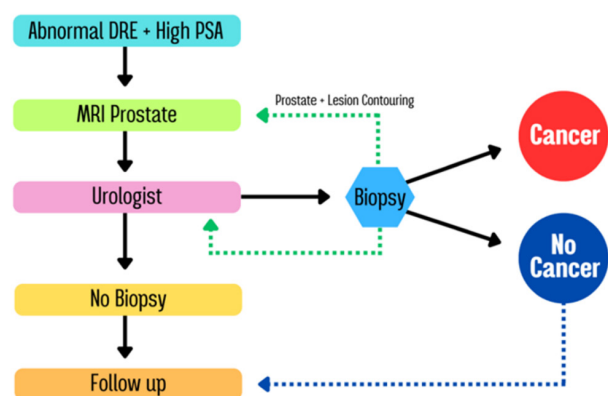 Abnormal DRE + High PSA
MRI Prostate
Prostate + Lesion Contouring
Cancer
Urologist
Biopsy
No
Cancer
No Biopsy
Follow up